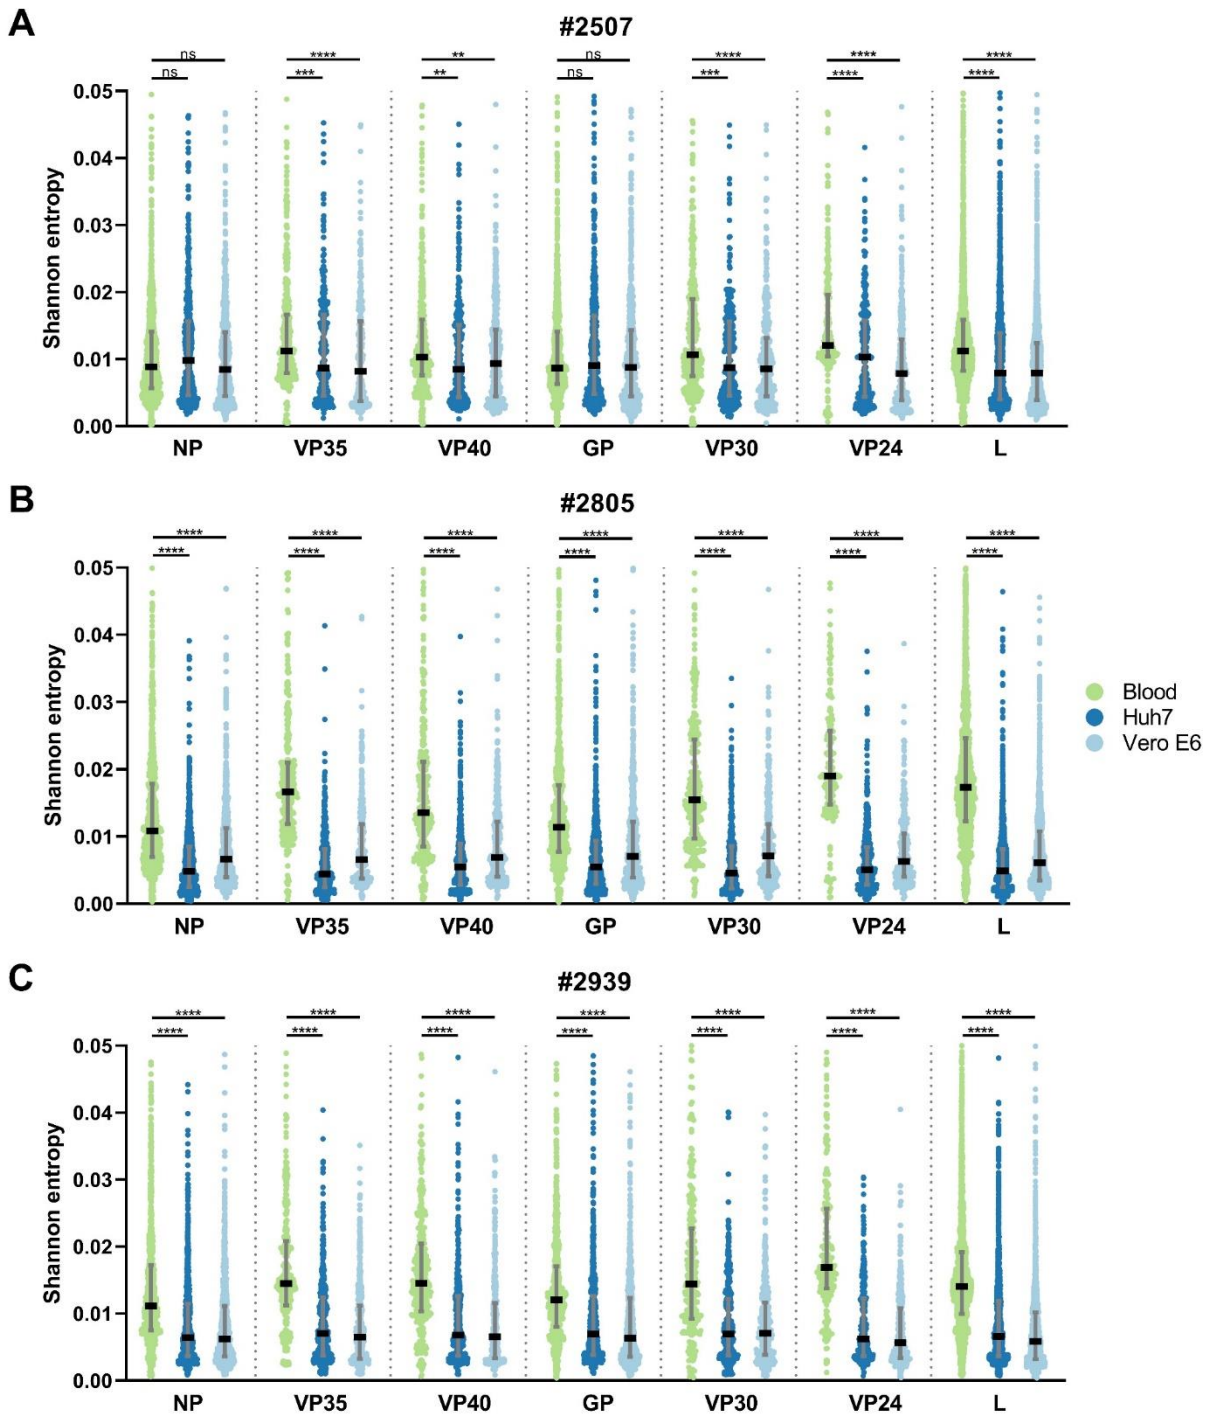 A
#2507
ns **** ** ns **** **** ****
ns *** ** ns *** **** ****
Shannon entropy
0.05
0.04
0.03
0.02
0.01
0.00
NP VP35 VP40 GP VP30 VP24 L
B
#2805
**** **** **** **** **** **** ****
**** **** **** **** **** **** ****
Shannon entropy
0.05
0.04
0.03
0.02
0.01
0.00
NP VP35 VP40 GP VP30 VP24 L
Blood
Huh7
Vero E6
C
#2939
**** **** **** **** **** **** ****
**** **** **** **** **** **** ****
Shannon entropy
0.05
0.04
0.03
0.02
0.01
0.00
NP VP35 VP40 GP VP30 VP24 L